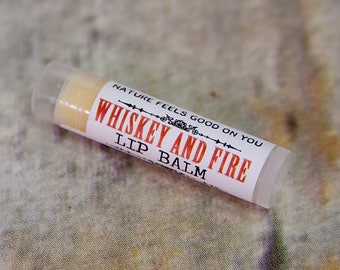 NATURE FEELS GOOD ON YOU
WHISKEY AND FIRE
LIP BALM